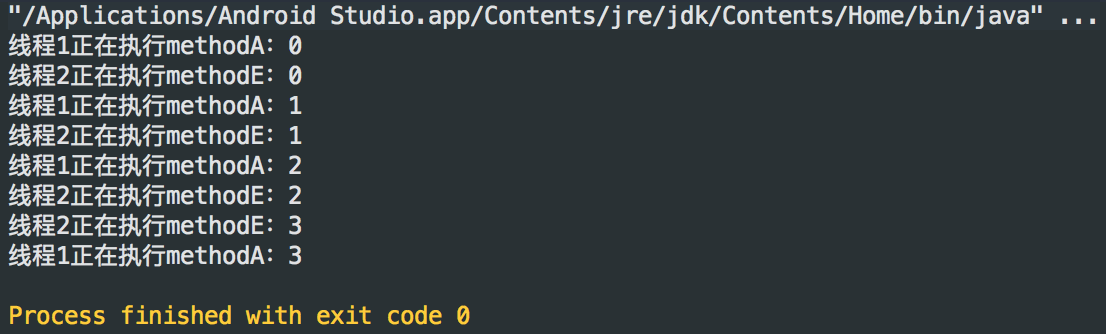 "/Applications/Android Studio.app/Contents/jre/jdk/Contents/Home/bin/java" ...
线程1正在执行methodA：0
线程2正在执行methodE：0
线程1正在执行methodA：1
线程2正在执行methodE：1
线程1正在执行methodA：2
线程2正在执行methodE：2
线程2正在执行methodE：3
线程1正在执行methodA：3
Process finished with exit code 0